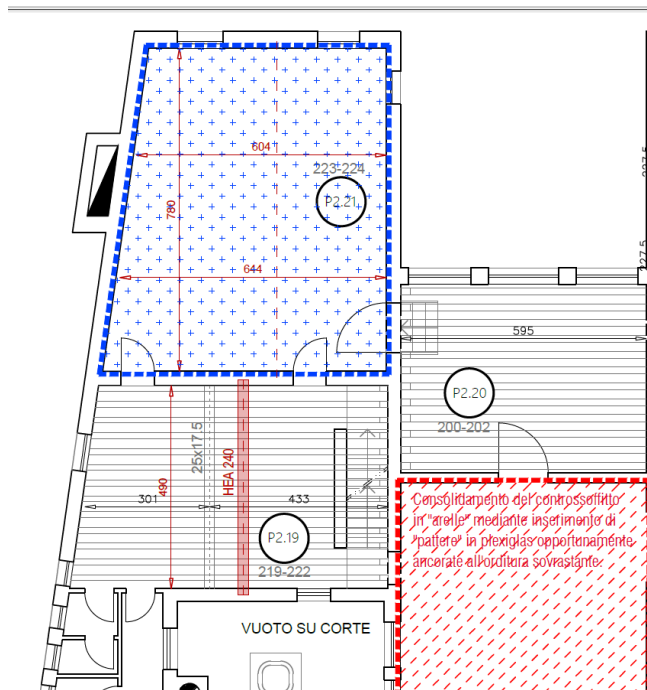 604
223-224
P2.21
780
644
227.5
227.5
595
P2.20
200-202
25x17.5
HEA 240
490
301
433
P2.19
219-222
Consolidamento del controssoffitto
in "arelle" mediante inserimento di
"pattere" in plexiglas opportunamente
ancorate all'orditura sovrastante.
VUOTO SU CORTE